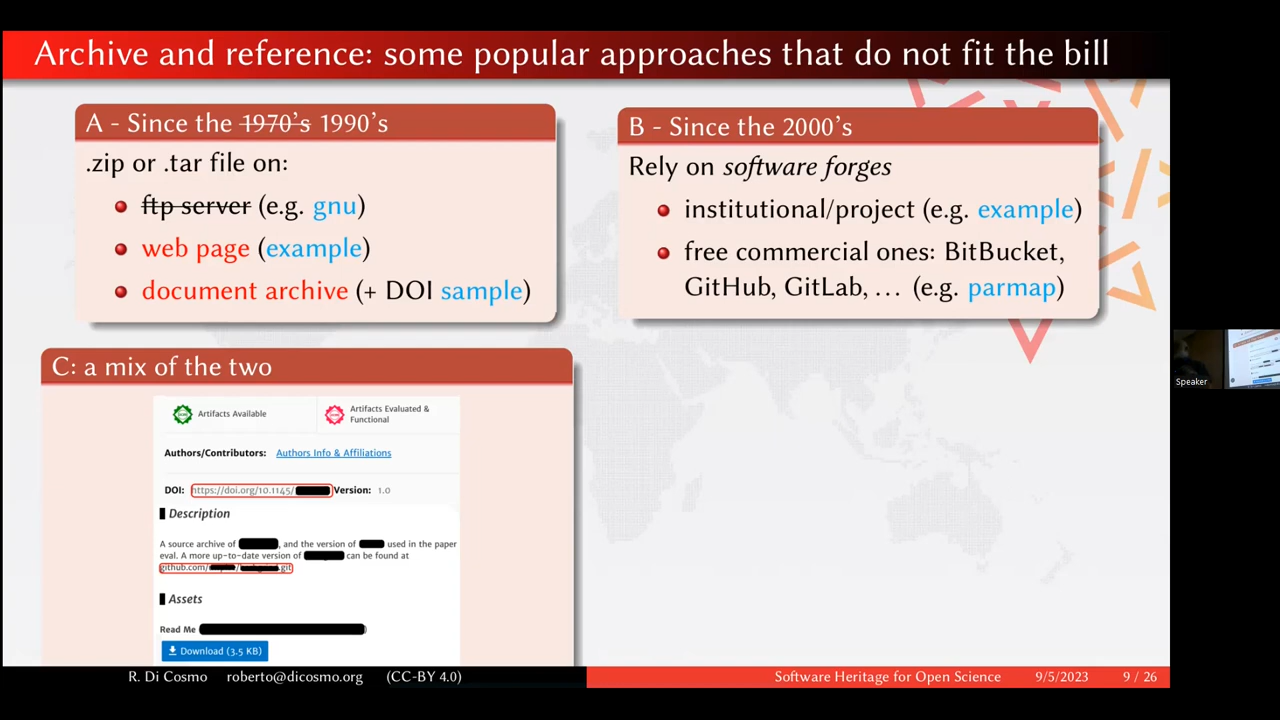 Archive and reference: some popular approaches that do not fit the bill
A - Since the 1970's 1990's
.zip or .tar file on:
ftp server (e.g. gnu)
web page (example)
document archive (+ DOI sample)
B - Since the 2000's
Rely on software forges
institutional/project (e.g. example)
free commercial ones: BitBucket,
GitHub, GitLab, … (e.g. parmap)
C: a mix of the two
Artifacts Available
Artifacts Evaluated &
Functional
Authors/Contributors: Authors Info & Affiliations
DOI: https://doi.org/10.1145/ Version: 1.0
Description
A source archive of , and the version of used in the paper
eval. A more up-to-date version of can be found at
github.com/ / .git
Assets
Read Me
Download (3.5 KB)
R. Di Cosmo roberto@dicosmo.org (CC-BY 4.0)
Software Heritage for Open Science 9/5/2023 9 / 26
Speaker